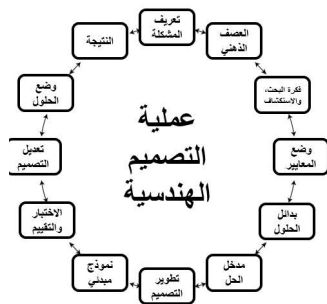 تعريف
المشكلة
العصف
الذهني
فكرة البحث،
والاستكشاف
وضع
المعايير
بدائل
الحلول
مدخل
الحل
تطوير
التصميم
نموذج
مبدئي
الاختبار
والتقييم
تعديل
التصميم
وضع
الحلول
النتيجة
عملية
التصميم
الهندسية